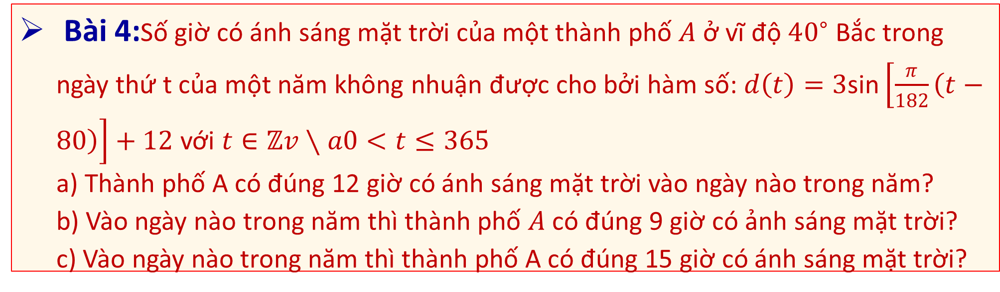 ➢ Bài 4:Số giờ có ánh sáng mặt trời của một thành phố A ở vĩ độ 40° Bắc trong
ngày thứ t của một năm không nhuận được cho bởi hàm số: d(t) = 3sin [π/182 (t −
80)] + 12 với t ∈ ℤv \ a0 < t ≤ 365
a) Thành phố A có đúng 12 giờ có ánh sáng mặt trời vào ngày nào trong năm?
b) Vào ngày nào trong năm thì thành phố A có đúng 9 giờ có ảnh sáng mặt trời?
c) Vào ngày nào trong năm thì thành phố A có đúng 15 giờ có ánh sáng mặt trời?